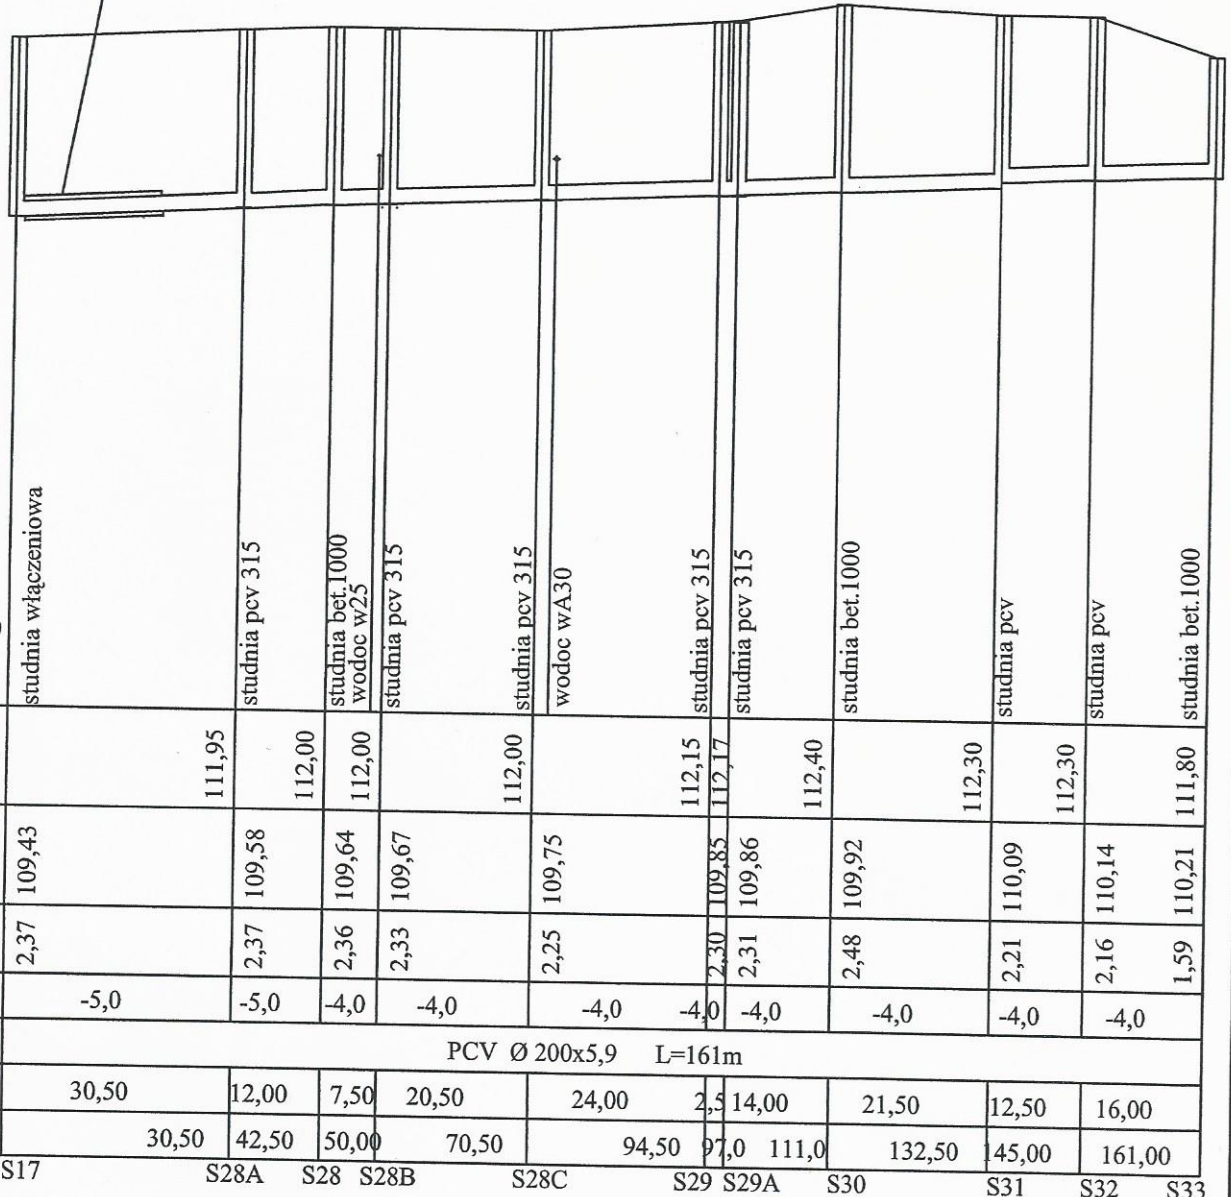 studnia włączeniowa
studnia pcv 315
studnia bet.1000
wodoc w25
studnia pcv 315
studnia pcv 315
wodoc wA30
studnia pcv 315
studnia pcv 315
studnia bet.1000
studnia pcv
studnia pcv
studnia bet.1000
111,95 112,00 112,00 112,00 112,15 112,17 112,40 112,30 112,30 111,80
109,43 109,58 109,64 109,67 109,75 109,85 109,86 109,92 110,09 110,14 110,21
2,37 2,37 2,36 2,33 2,25 2,30 2,31 2,48 2,21 2,16 1,59
-5,0 -5,0 -4,0 -4,0 -4,0 -4,0 -4,0 -4,0 -4,0 -4,0
PCV Ø 200x5,9 L=161m
30,50 12,00 7,50 20,50 24,00 2,5 14,00 21,50 12,50 16,00
30,50 42,50 50,00 70,50 94,50 97,0 111,0 132,50 145,00 161,00
S17 S28A S28 S28B S28C S29 S29A S30 S31 S32 S33